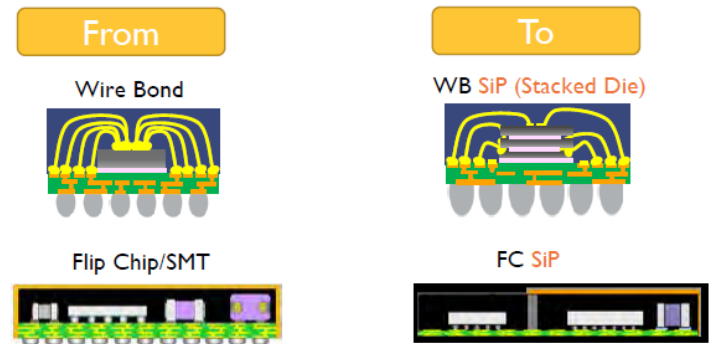 From
To
Wire Bond
WB SiP (Stacked Die)
Flip Chip/SMT
FC SiP